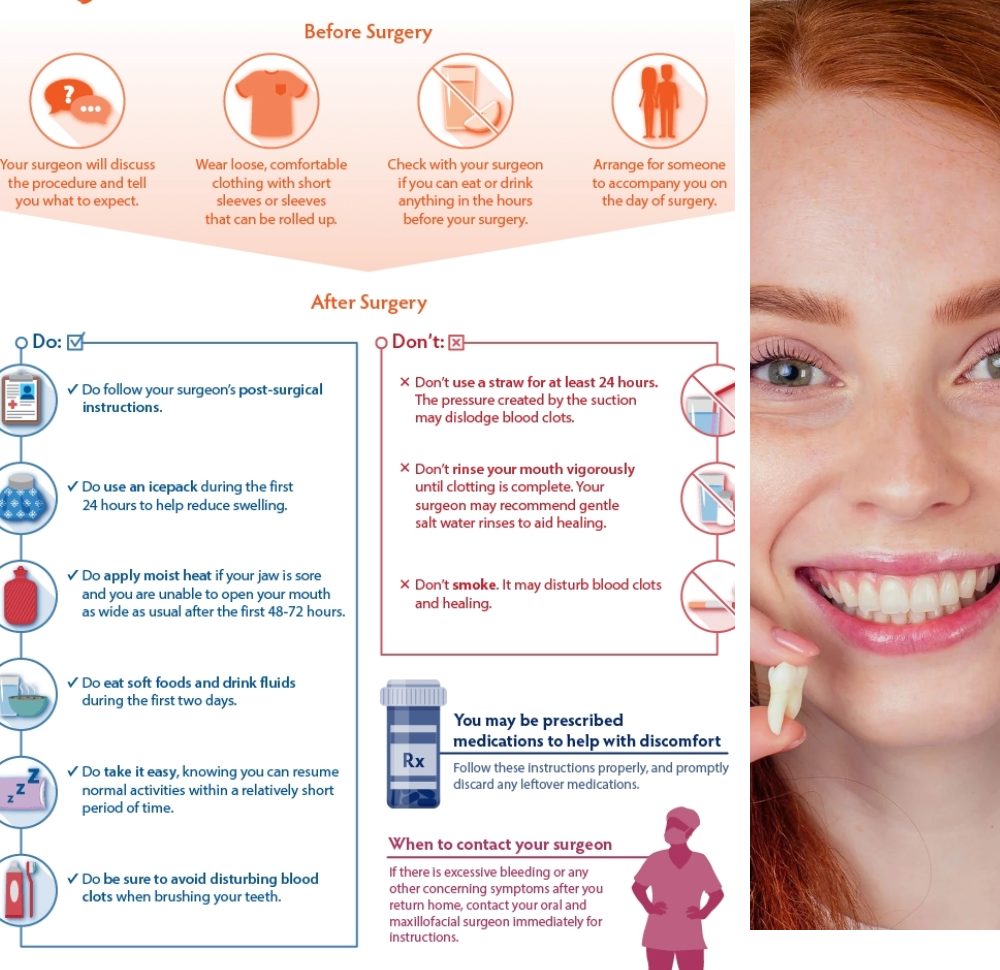 Before Surgery
?
Your surgeon will discuss
the procedure and tell
you what to expect.
Wear loose, comfortable
clothing with short
sleeves or sleeves
that can be rolled up.
Check with your surgeon
if you can eat or drink
anything in the hours
before your surgery.
Arrange for someone
to accompany you on
the day of surgery.
After Surgery
Do:
✓ Do follow your surgeon's post-surgical
instructions.
✓ Do use an icepack during the first
24 hours to help reduce swelling.
✓ Do apply moist heat if your jaw is sore
and you are unable to open your mouth
as wide as usual after the first 48-72 hours.
✓ Do eat soft foods and drink fluids
during the first two days.
z z Z
✓ Do take it easy, knowing you can resume
normal activities within a relatively short
period of time.
✓ Do be sure to avoid disturbing blood
clots when brushing your teeth.
Don't:
× Don't use a straw for at least 24 hours.
The pressure created by the suction
may dislodge blood clots.
× Don't rinse your mouth vigorously
until clotting is complete. Your
surgeon may recommend gentle
salt water rinses to aid healing.
× Don't smoke. It may disturb blood clots
and healing.
Rx
You may be prescribed
medications to help with discomfort
Follow these instructions properly, and promptly
discard any leftover medications.
When to contact your surgeon
If there is excessive bleeding or any
other concerning symptoms after you
return home, contact your oral and
maxillofacial surgeon immediately for
instructions.